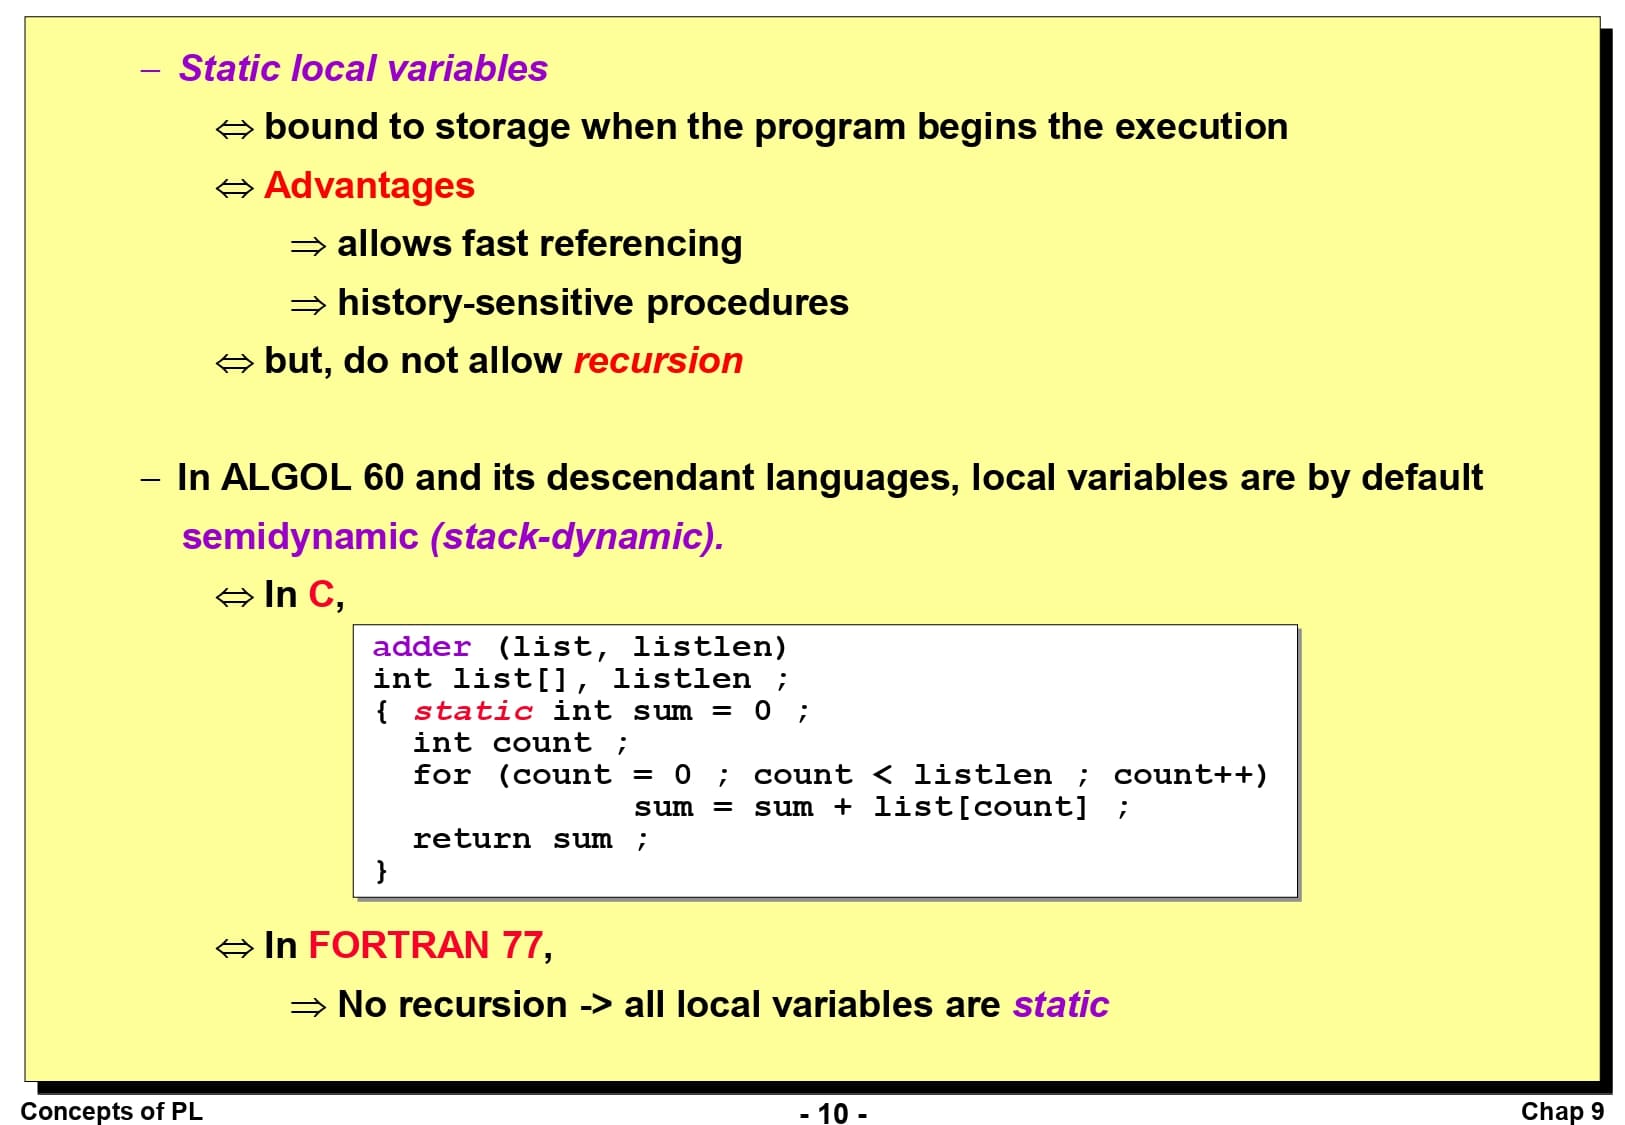 – Static local variables
⇔ bound to storage when the program begins the execution
⇔ Advantages
⇒ allows fast referencing
⇒ history-sensitive procedures
⇔ but, do not allow recursion
– In ALGOL 60 and its descendant languages, local variables are by default
semidynamic (stack-dynamic).
⇔ In C,
adder (list, listlen)
int list[], listlen ;
{ static int sum = 0 ;
int count ;
for (count = 0 ; count < listlen ; count++)
sum = sum + list[count] ;
return sum ;
}
⇔ In FORTRAN 77,
⇒ No recursion -> all local variables are static
Concepts of PL - 10 - Chap 9